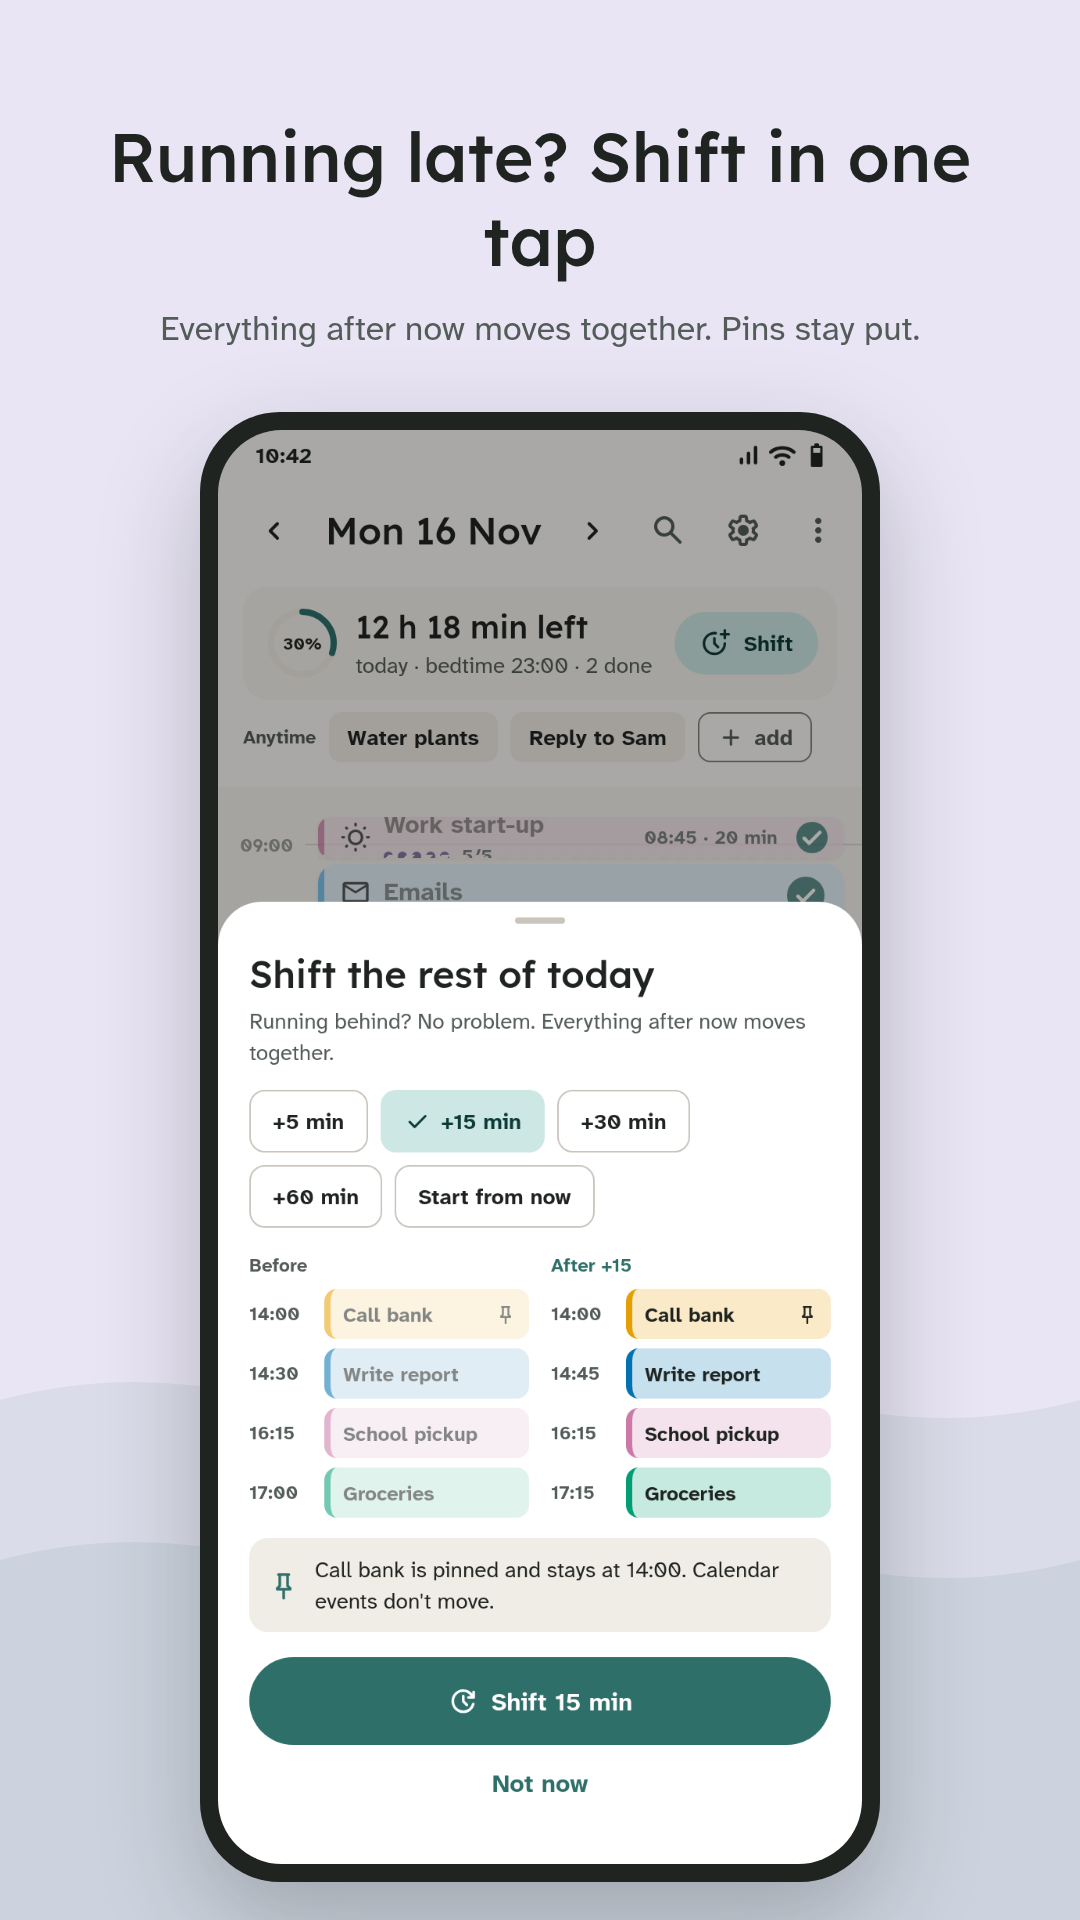 Running late? Shift in one
tap
Everything after now moves together. Pins stay put.
10:42
Mon 16 Nov
30%
12 h 18 min left
today · bedtime 23:00 · 2 done
Shift
Anytime
Water plants
Reply to Sam
+ add
09:00
Work start-up
5/5
08:45 · 20 min
Emails
Shift the rest of today
Running behind? No problem. Everything after now moves
together.
+5 min
+15 min
+30 min
+60 min
Start from now
Before
After +15
14:00
Call bank
14:00
Call bank
14:30
Write report
14:45
Write report
16:15
School pickup
16:15
School pickup
17:00
Groceries
17:15
Groceries
Call bank is pinned and stays at 14:00. Calendar
events don't move.
Shift 15 min
Not now